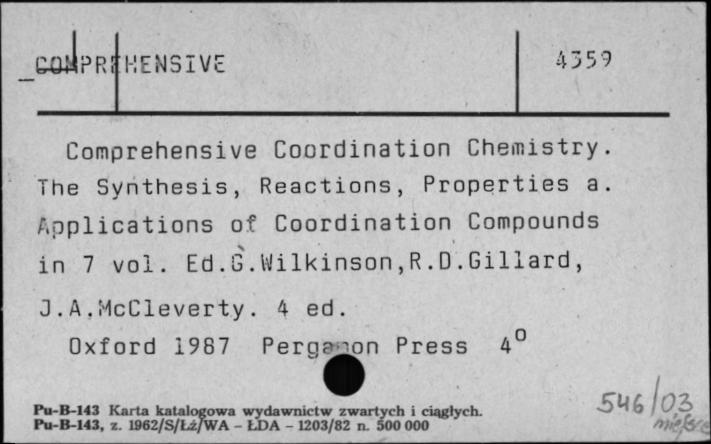 COMPREHENSIVE 4359
Comprehensive Coordination Chemistry.
The Synthesis, Reactions, Properties a.
Applications of Coordination Compounds
in 7 vol. Ed.G.Wilkinson,R.D.Gillard,
J.A.McCleverty. 4 ed.
Oxford 1987 Pergamon Press 4°
546/03
miejsce
Pu-B-143 Karta katalogowa wydawnictw zwartych i ciągłych.
Pu-B-143, z. 1962/S/Łź/WA – ŁDA – 1203/82 n. 500 000